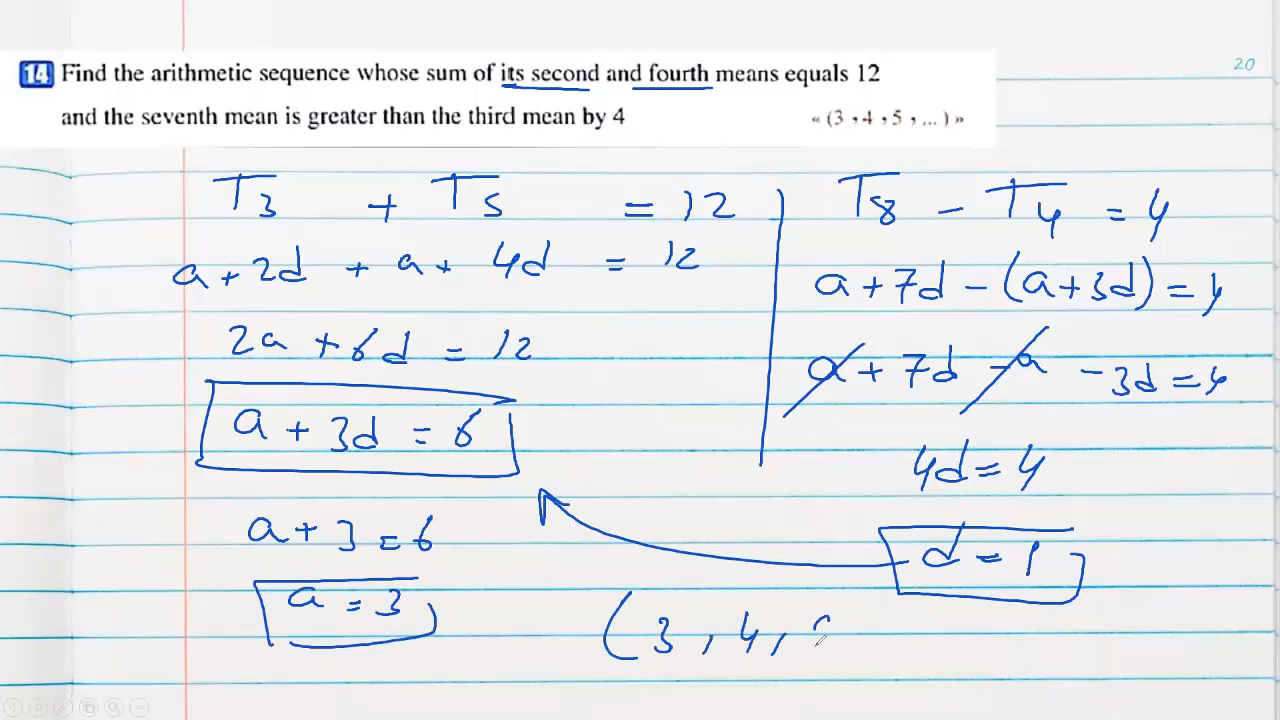 20
14 Find the arithmetic sequence whose sum of its second and fourth means equals 12
and the seventh mean is greater than the third mean by 4 « (3 , 4 , 5 , ... ) »
T3 + T5 = 12
a + 2d + a + 4d = 12
2a + 6d = 12
a + 3d = 6
a + 3 = 6
a = 3
T8 - T4 = 4
a + 7d - (a + 3d) = 4
a + 7d - a - 3d = 4
4d = 4
d = 1
(3 , 4 ,